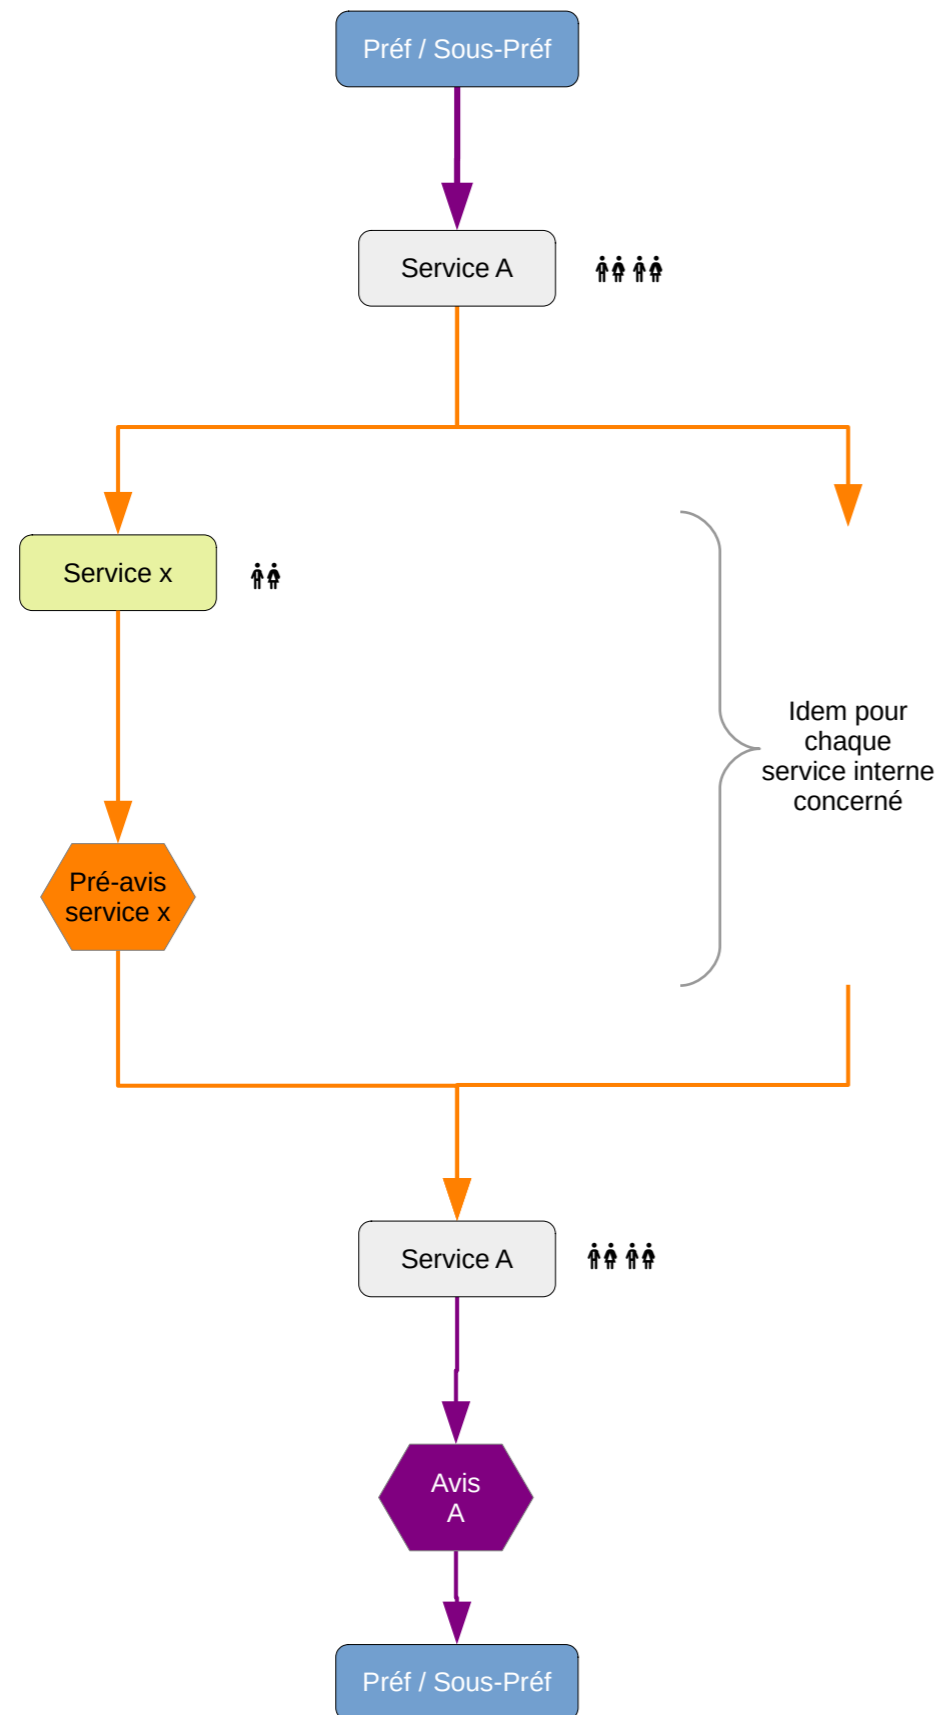 Préf / Sous-Préf
Service A
Service x
Idem pour
chaque
service interne
concerné
Pré-avis
service x
Service A
Avis
A
Préf / Sous-Préf